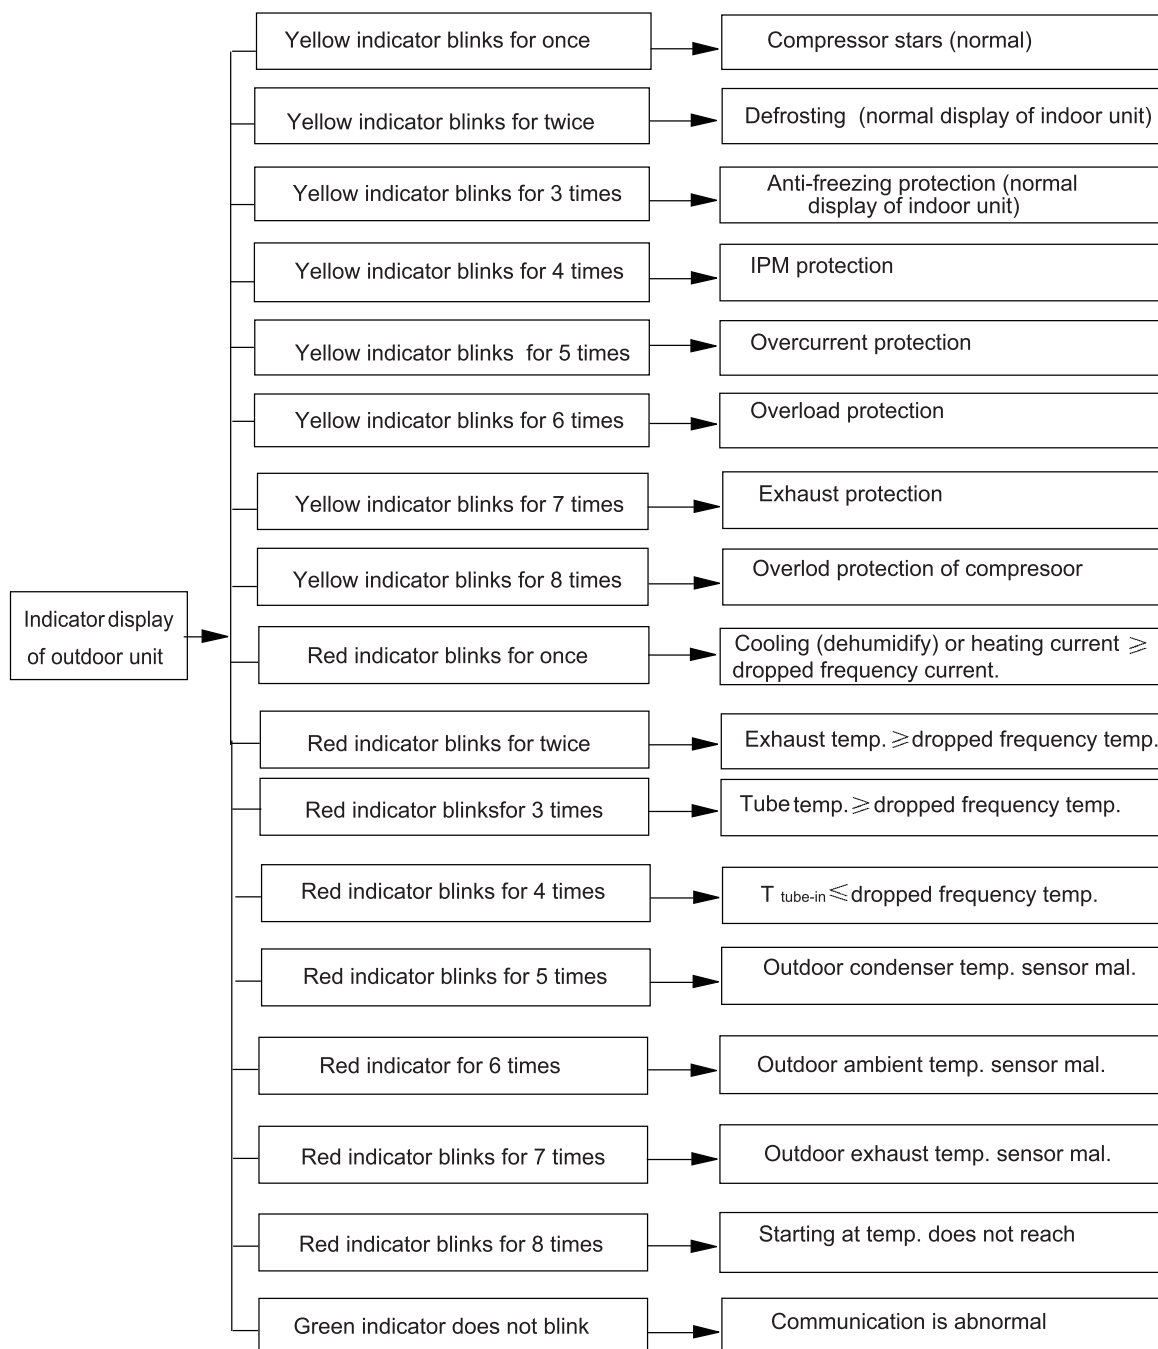 Yellow indicator blinks for once
Compressor stars (normal)
Yellow indicator blinks for twice
Defrosting (normal display of indoor unit)
Yellow indicator blinks for 3 times
Anti-freezing protection (normal
display of indoor unit)
Yellow indicator blinks for 4 times
IPM protection
Yellow indicator blinks for 5 times
Overcurrent protection
Yellow indicator blinks for 6 times
Overload protection
Yellow indicator blinks for 7 times
Exhaust protection
Yellow indicator blinks for 8 times
Overlod protection of compresoor
Indicator display
of outdoor unit
Red indicator blinks for once
Cooling (dehumidify) or heating current ≥
dropped frequency current.
Red indicator blinks for twice
Exhaust temp. ≥dropped frequency temp.
Red indicator blinksfor 3 times
Tube temp. ≥dropped frequency temp.
Red indicator blinks for 4 times
T tube-in ≤dropped frequency temp.
Red indicator blinks for 5 times
Outdoor condenser temp. sensor mal.
Red indicator for 6 times
Outdoor ambient temp. sensor mal.
Red indicator blinks for 7 times
Outdoor exhaust temp. sensor mal.
Red indicator blinks for 8 times
Starting at temp. does not reach
Green indicator does not blink
Communication is abnormal